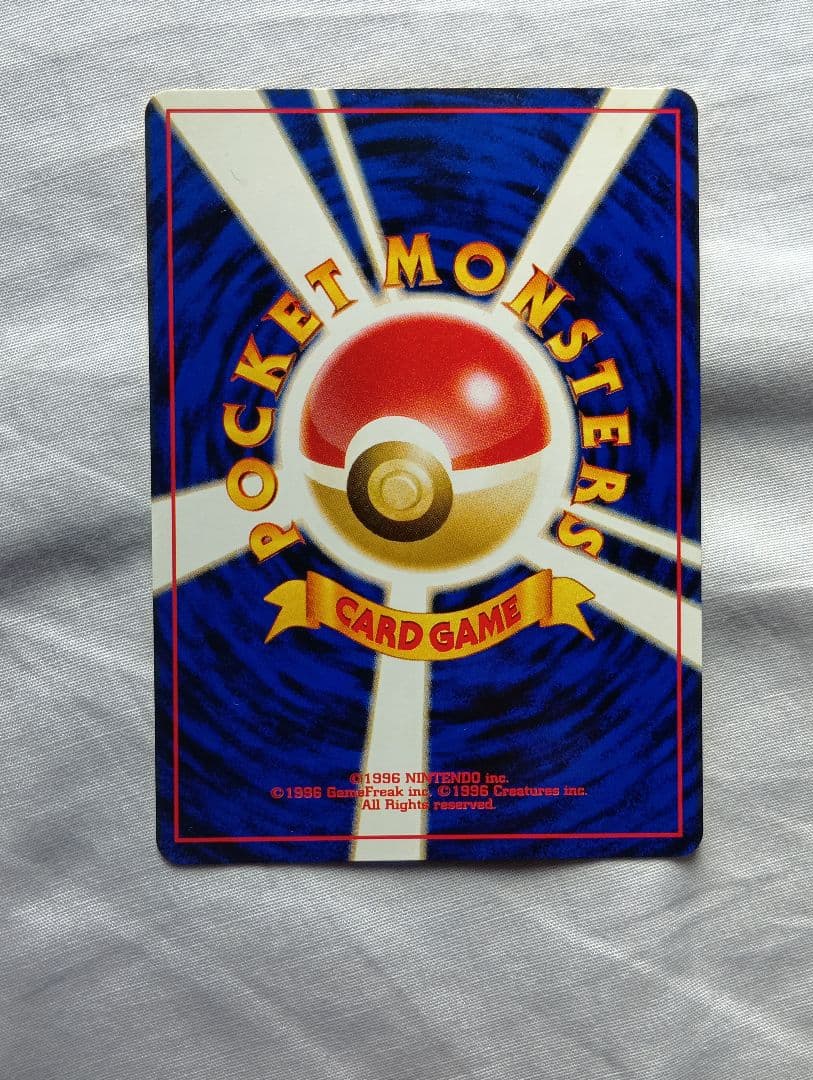 POCKET MONSTERS
CARD GAME
©1996 NINTENDO inc.
©1996 GameFreak inc. ©1996 Creatures inc.
All Rights reserved.